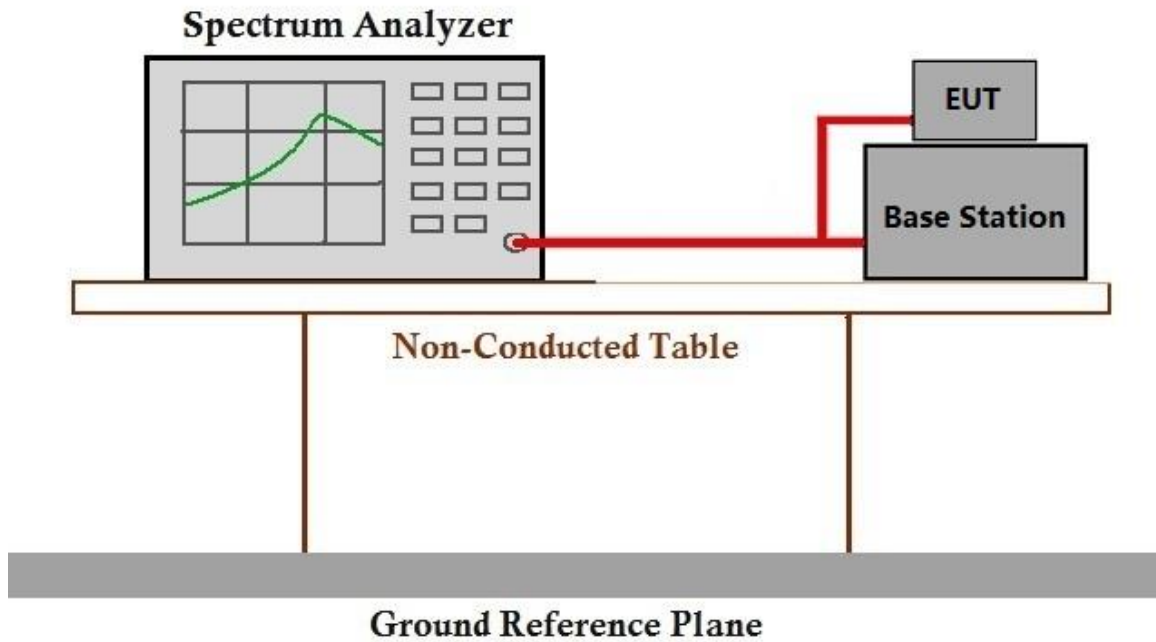 Spectrum Analyzer
EUT
Base Station
Non-Conducted Table
Ground Reference Plane